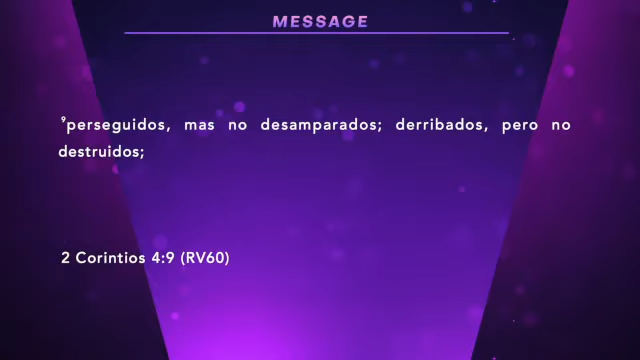 MESSAGE
⁹perseguidos, mas no desamparados; derribados, pero no
destruidos;
2 Corintios 4:9 (RV60)